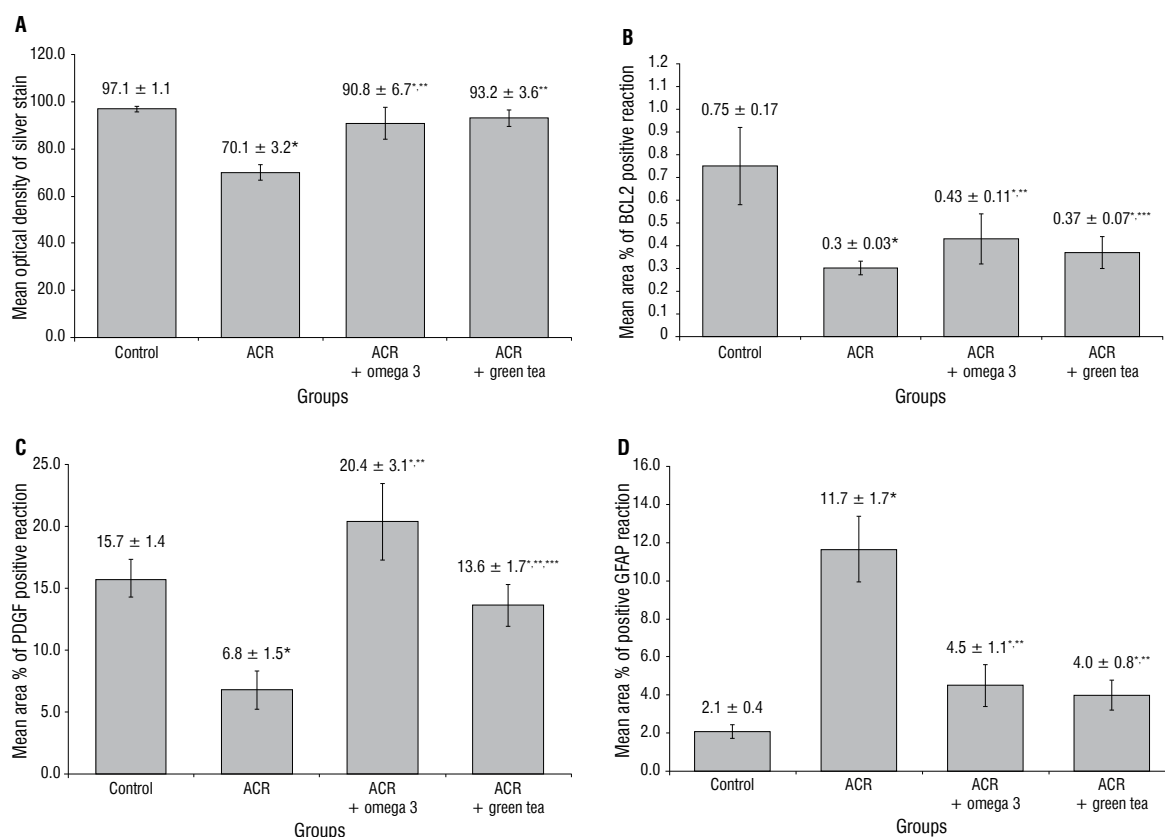 A
Mean optical density of silver stain
120.0
100.0
80.0
60.0
40.0
20.0
0.0
97.1 ± 1.1
70.1 ± 3.2*
90.8 ± 6.7*,**
93.2 ± 3.6**
Control
ACR
ACR
+ omega 3
ACR
+ green tea
Groups
B
Mean area % of BCL2 positive reaction
1.2
1.1
1.0
0.9
0.8
0.7
0.6
0.5
0.4
0.3
0.2
0.1
0
0.75 ± 0.17
0.3 ± 0.03*
0.43 ± 0.11*,**
0.37 ± 0.07*,***
Control
ACR
ACR
+ omega 3
ACR
+ green tea
Groups
C
Mean area % of PDGF positive reaction
25.0
20.0
15.0
10.0
5.0
0.0
15.7 ± 1.4
6.8 ± 1.5*
20.4 ± 3.1*,**
13.6 ± 1.7*,**,***
Control
ACR
ACR
+ omega 3
ACR
+ green tea
Groups
D
Mean area % of positive GFAP reaction
16.0
14.0
12.0
10.0
8.0
6.0
4.0
2.0
0.0
2.1 ± 0.4
11.7 ± 1.7*
4.5 ± 1.1*,**
4.0 ± 0.8*,**
Control
ACR
ACR
+ omega 3
ACR
+ green tea
Groups